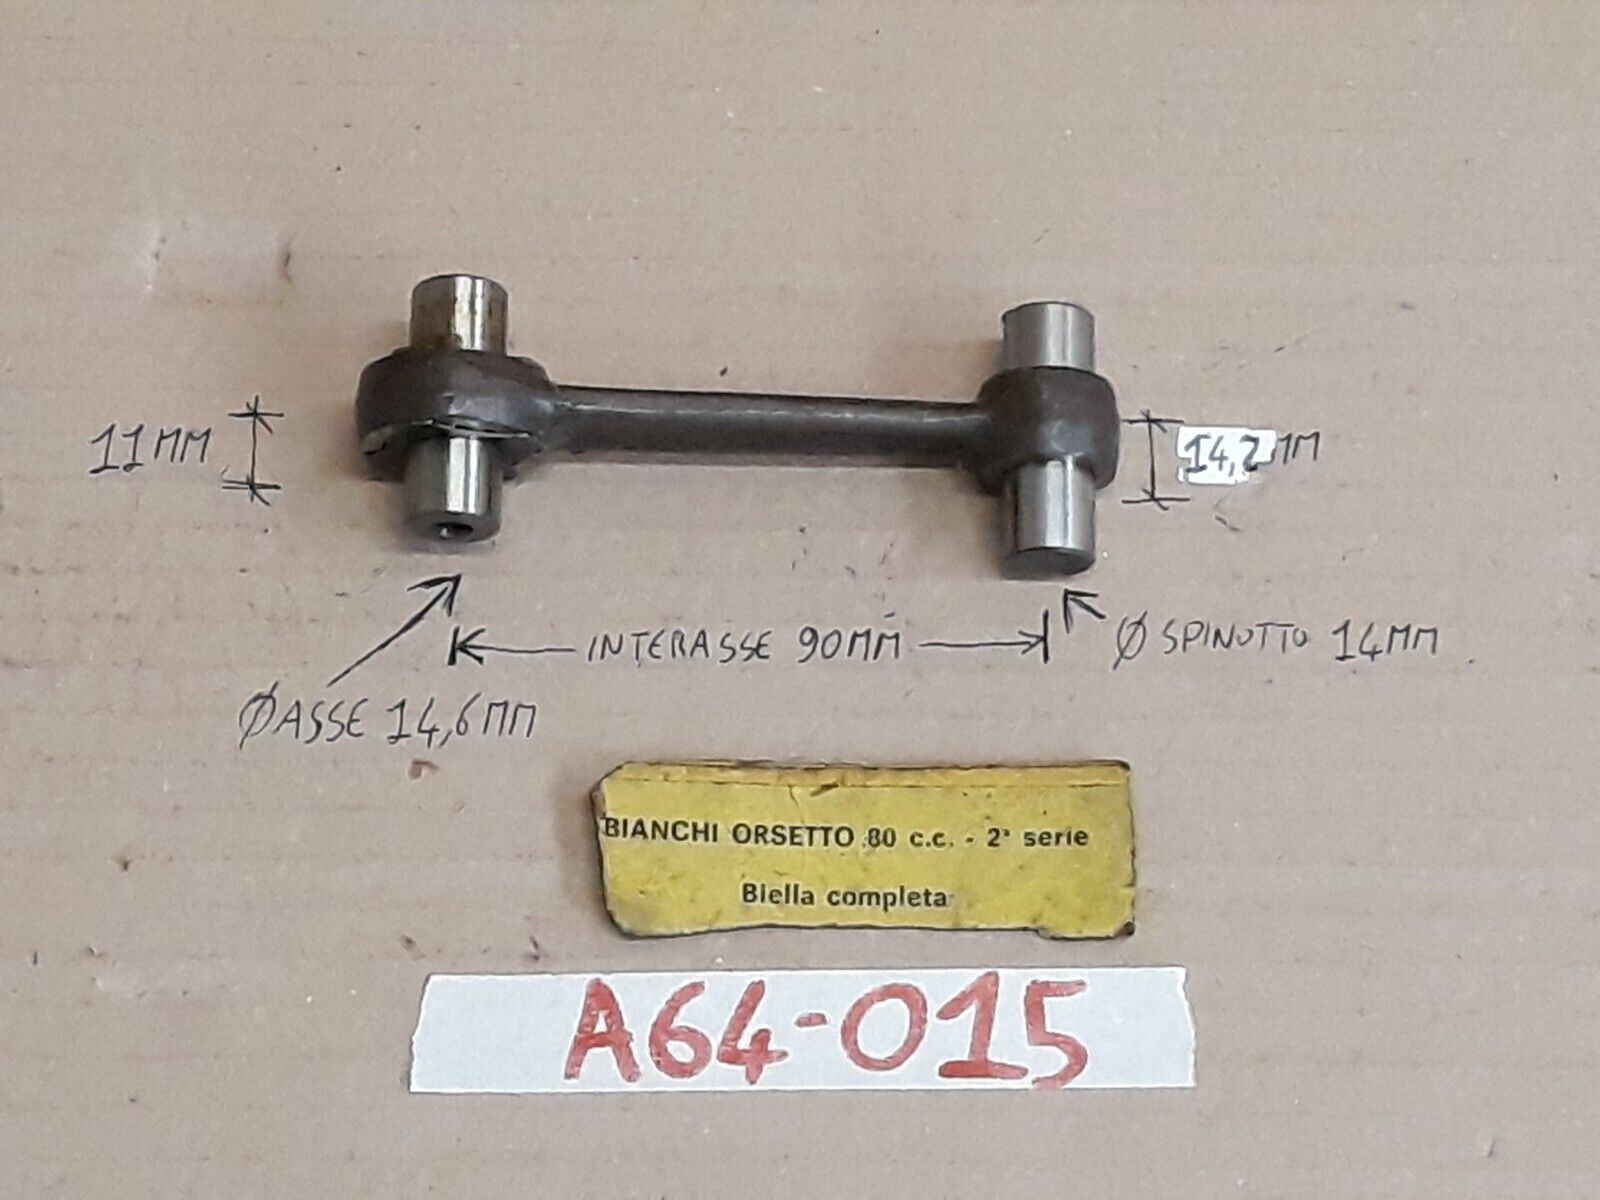 11MM
14,2MM
INTERASSE 90MM
Ø SPINOTTO 14MM
ØASSE 14,6MM
BIANCHI ORSETTO 80 c.c. - 2ª serie
Biella completa
A64-015